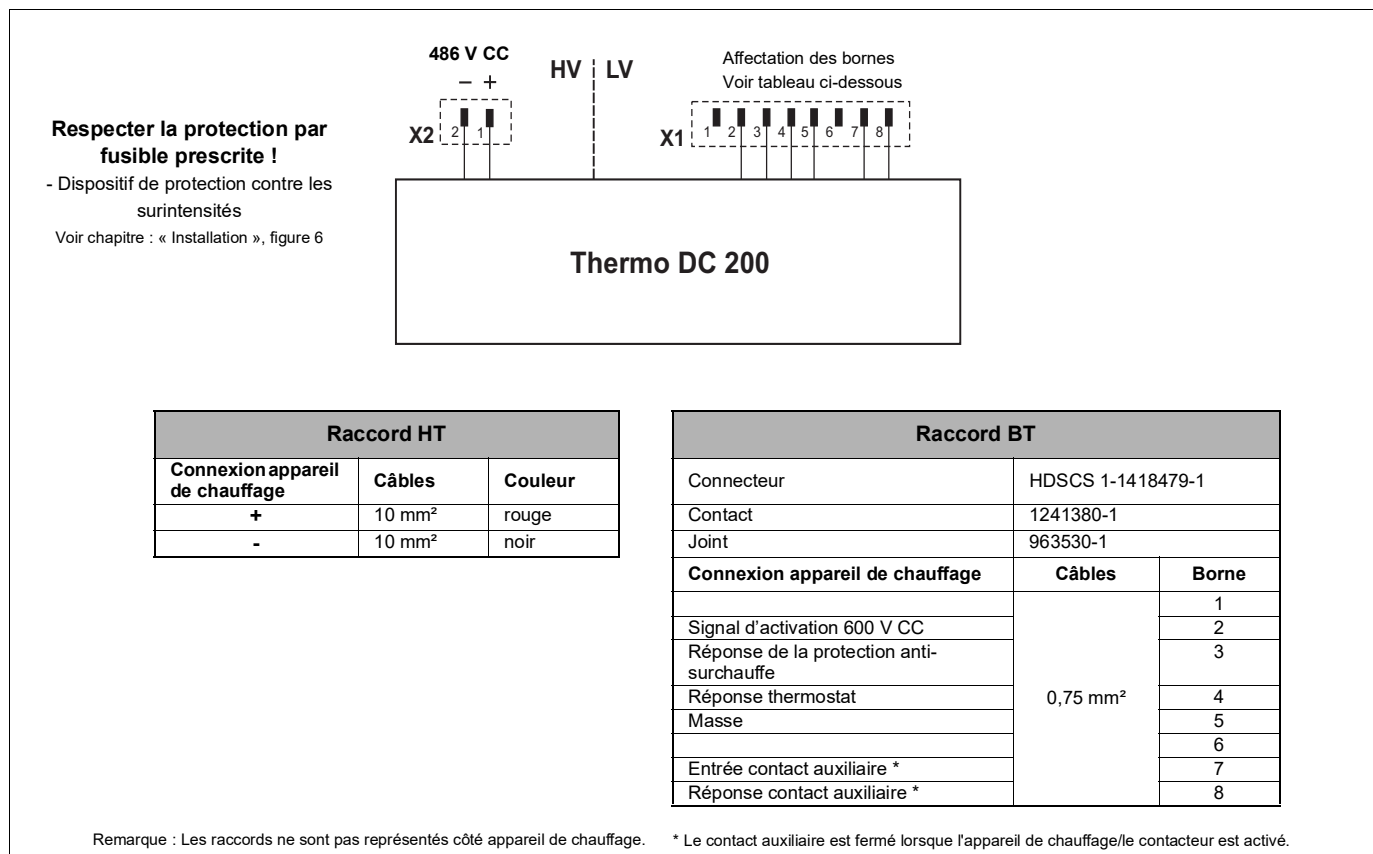 486 V CC
HV LV
Affectation des bornes
Voir tableau ci-dessous
− +
X2 2 1
X1 1 2 3 4 5 6 7 8
Respecter la protection par
fusible prescrite !
- Dispositif de protection contre les
surintensités
Voir chapitre : « Installation », figure 6
Thermo DC 200
Raccord HT
Connexion appareil
de chauffage Câbles Couleur
+ 10 mm² rouge
- 10 mm² noir
Raccord BT
Connecteur HDSCS 1-1418479-1
Contact 1241380-1
Joint 963530-1
Connexion appareil de chauffage Câbles Borne
1
Signal d’activation 600 V CC 2
Réponse de la protection anti-
surchauffe 3
Réponse thermostat 0,75 mm² 4
Masse 5
6
Entrée contact auxiliaire * 7
Réponse contact auxiliaire * 8
Remarque : Les raccords ne sont pas représentés côté appareil de chauffage.
* Le contact auxiliaire est fermé lorsque l'appareil de chauffage/le contacteur est activé.